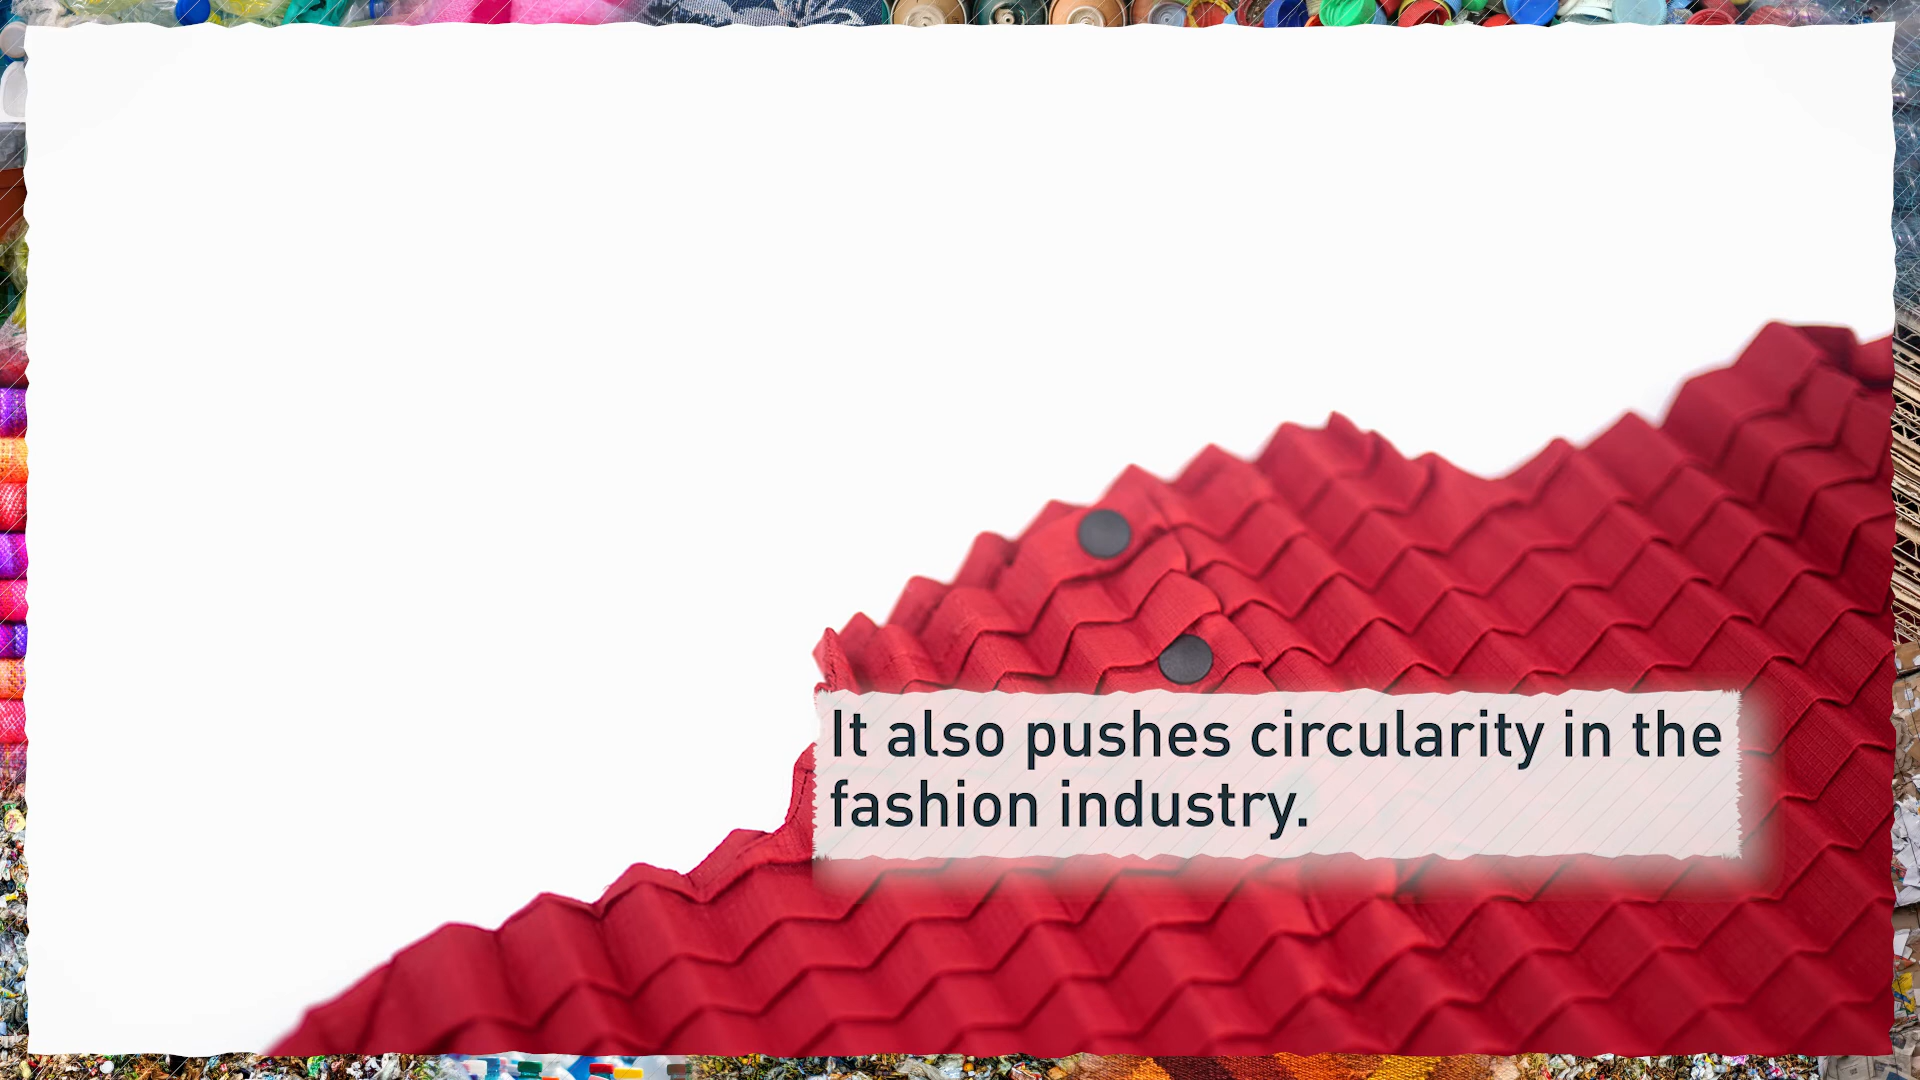 It also pushes circularity in the
fashion industry.